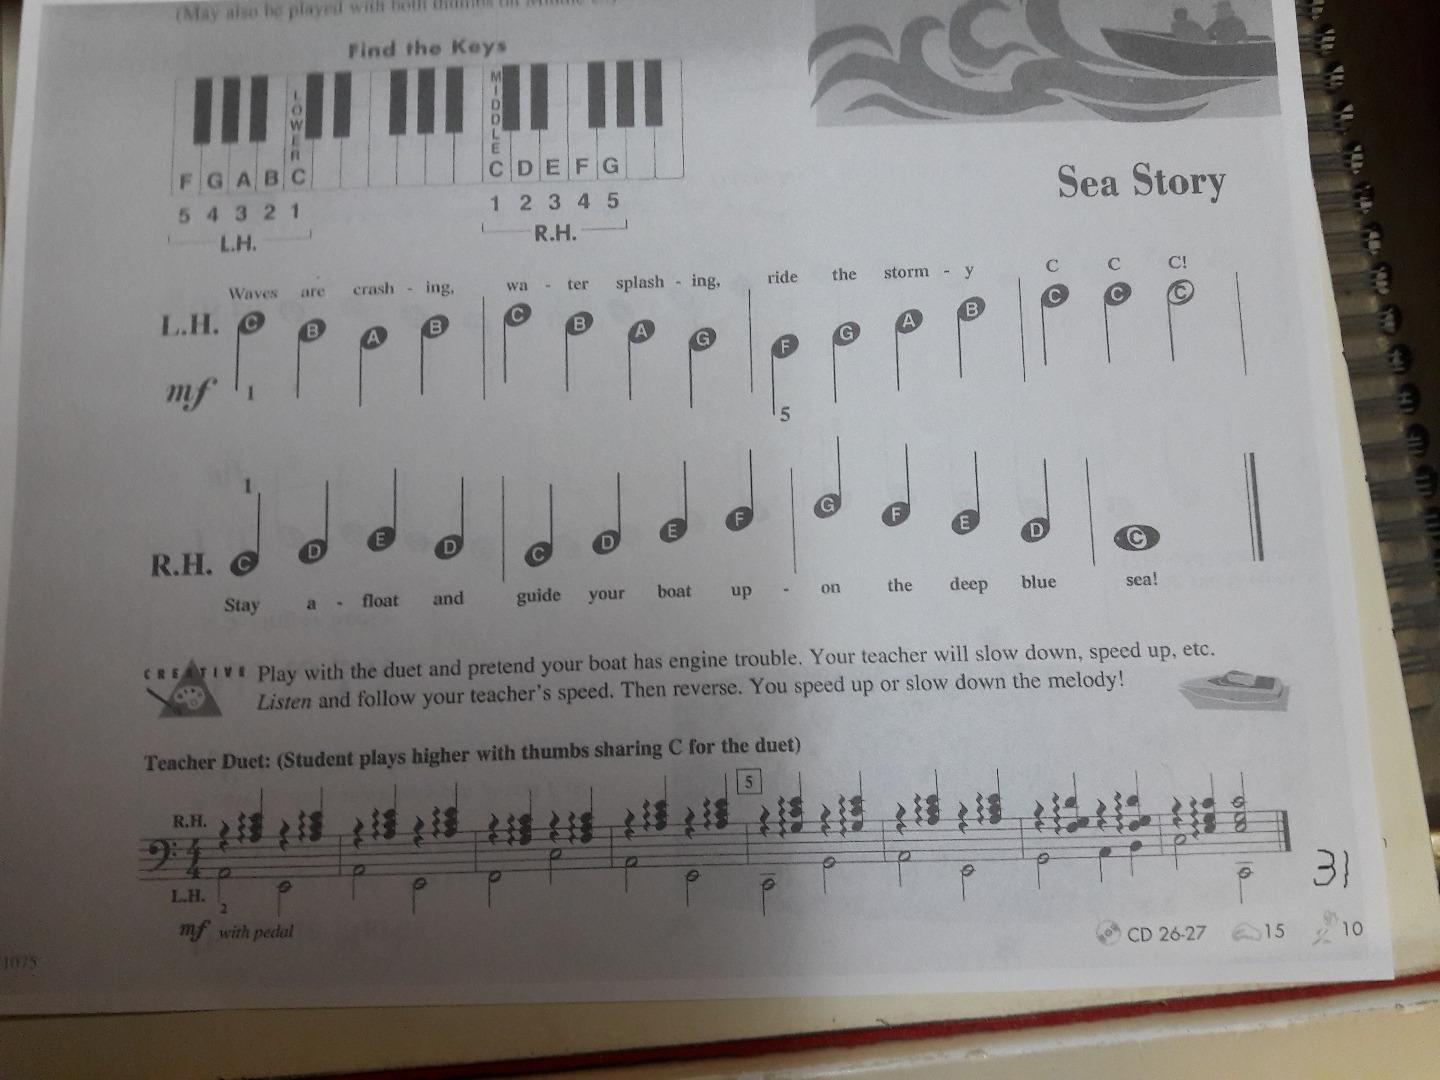 (May also be played with both thumbs on Middle C.)
Find the Keys
LOWER
MIDDLE
F G A B C
C D E F G
5 4 3 2 1
1 2 3 4 5
L.H.
R.H.
Sea Story
Waves are crash - ing, wa - ter splash - ing, ride the storm - y C C C!
L.H. C B A B C B A G F G A B C C C
mf 1 5
1
R.H. C D E D C D E F G F E D C
Stay a - float and guide your boat up - on the deep blue sea!
CREATIVE
Play with the duet and pretend your boat has engine trouble. Your teacher will slow down, speed up, etc.
Listen and follow your teacher's speed. Then reverse. You speed up or slow down the melody!
Teacher Duet: (Student plays higher with thumbs sharing C for the duet)
5
R.H.
4
4
L.H.
2
mf with pedal
31
CD 26-27 15 10
1075